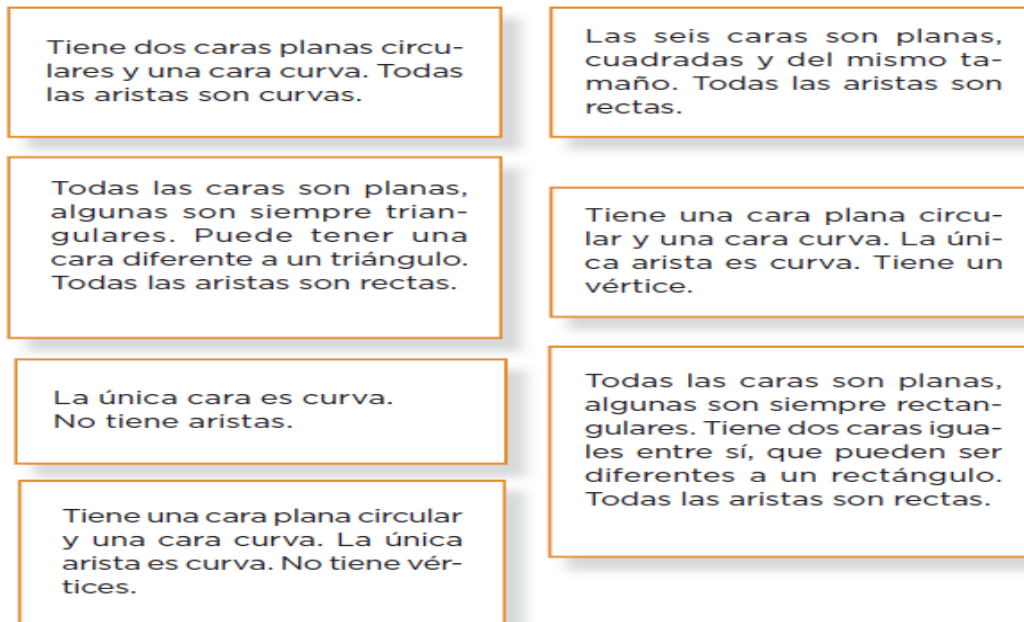 Tiene dos caras planas circu-
lares y una cara curva. Todas
las aristas son curvas.
Todas las caras son planas,
algunas son siempre trian-
gulares. Puede tener una
cara diferente a un triángulo.
Todas las aristas son rectas.
La única cara es curva.
No tiene aristas.
Tiene una cara plana circular
y una cara curva. La única
arista es curva. No tiene vér-
tices.
Las seis caras son planas,
cuadradas y del mismo ta-
maño. Todas las aristas son
rectas.
Tiene una cara plana circu-
lar y una cara curva. La úni-
ca arista es curva. Tiene un
vértice.
Todas las caras son planas,
algunas son siempre rectan-
gulares. Tiene dos caras igua-
les entre sí, que pueden ser
diferentes a un rectángulo.
Todas las aristas son rectas.